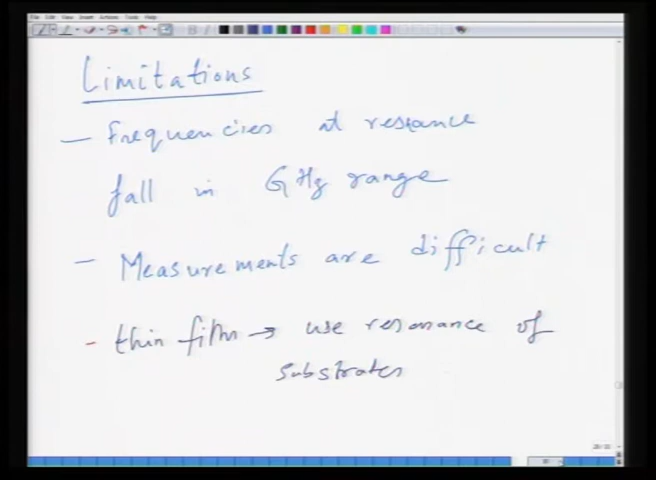 Limitations
– Frequencies at resonance
fall in GHz range
– Measurements are difficult
- thin film → use resonance of
substrates